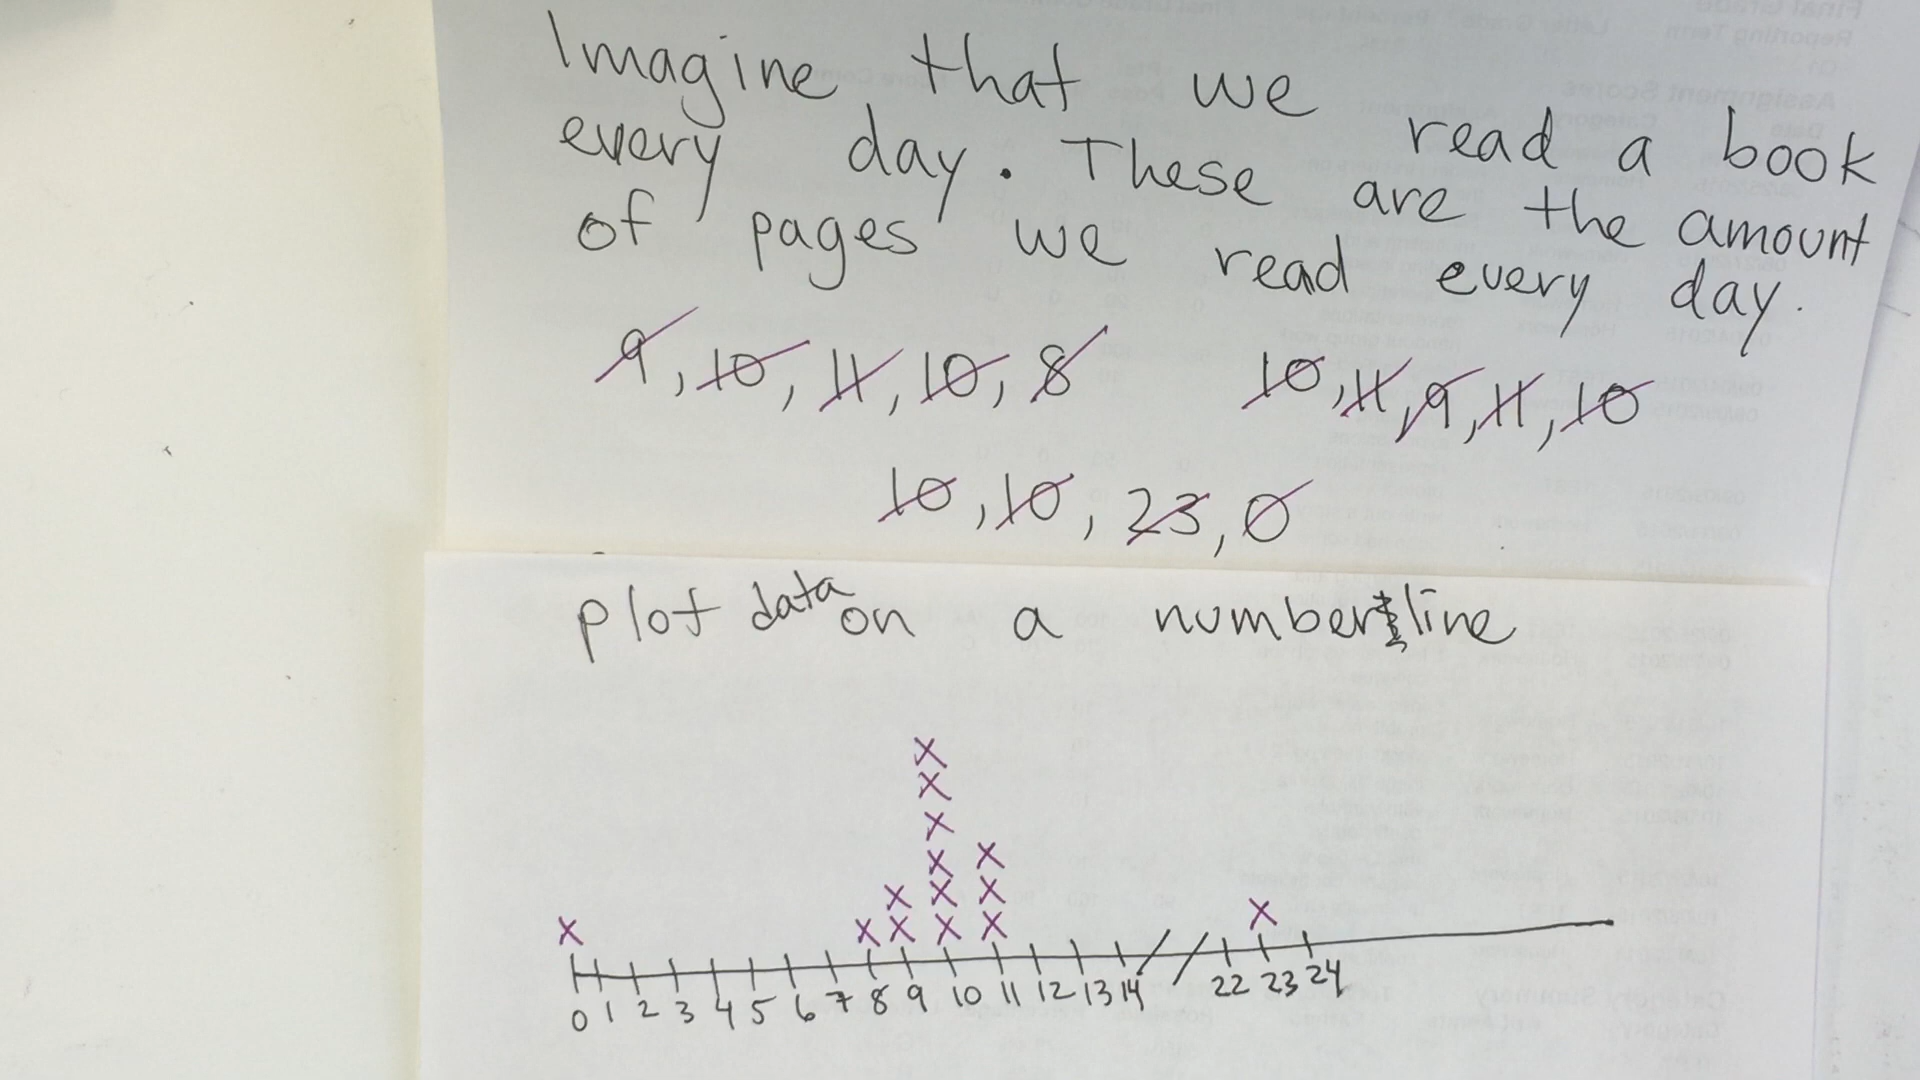 Imagine that we read a book
every day. These are the amount
of pages we read every day.
9, 10, 11, 10, 8 10, 11, 9, 11, 10
10, 10, 23, 0
plot data on a number line
0 1 2 3 4 5 6 7 8 9 10 11 12 13 14 22 23 24